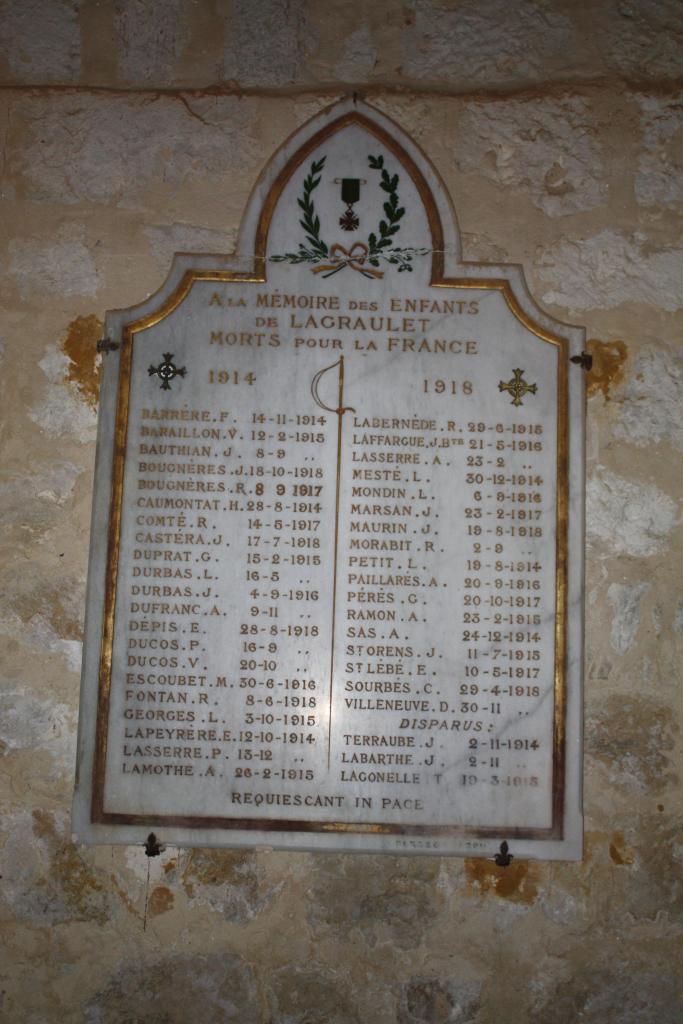 A LA MÉMOIRE DES ENFANTS
DE LAGRAULET
MORTS POUR LA FRANCE
1914
1918
BARRÈRE.F. 14-11-1914
BARAILLON.V. 12-2-1915
BAUTHIAN.J. 8-9 ,,
BOUGNÈRES.J.18-10-1918
BOUGNÈRES.R.8 9 1917
CAUMONTAT.H.28-8-1914
COMTÉ.R. 14-5-1917
CASTÉRA.J. 17-7-1918
DUPRAT.G. 15-2-1915
DURBAS.L. 16-5 ,,
DURBAS.J. 4-9-1916
DUFRANC.A. 9-11 ,,
DÉPIS.E. 28-8-1918
DUCOS.P. 16-9 ,,
DUCOS.V. 20-10 ,,
ESCOUBET.M.30-6-1916
FONTAN.R. 8-6-1918
GEORGES.L. 3-10-1915
LAPEYRÈRE.E.12-10-1914
LASSERRE.P. 13-12 ,,
LAMOTHE.A. 26-2-1915
LABERNÉDE.R.29-6-1915
LAFFARGUE.J.BTE 21-5-1916
LASSERRE.A. 23-2 ,,
MESTÉ.L. 30-12-1914
MONDIN.L. 6-9-1916
MARSAN.J. 23-2-1917
MAURIN.J. 19-8-1918
MORABIT.R. 2-9 ,,
PETIT.L. 19-8-1914
PAILLARÉS.A. 20-9-1916
PÉRÉS.G. 20-10-1917
RAMON.A. 23-2-1915
SAS.A. 24-12-1914
STORENS.J. 11-7-1915
ST LÉBÉ.E. 10-5-1917
SOURBÉS.C. 29-4-1918
VILLENEUVE.D.30-11 ,,
DISPARUS:
TERRAUBE.J. 2-11-1914
LABARTHE.J. 2-11 ,,
LAGONELLE T 19-3-1915
REQUIESCANT IN PACE